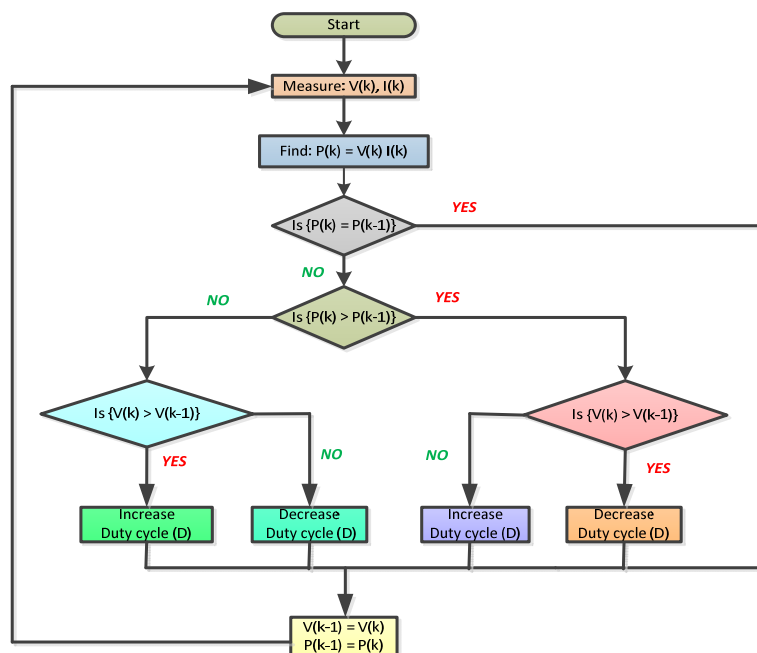 Start
Measure: V(k), I(k)
Find: P(k) = V(k) I(k)
Is {P(k) = P(k-1)}
YES
NO
Is {P(k) > P(k-1)}
NO
YES
Is {V(k) > V(k-1)}
Is {V(k) > V(k-1)}
YES
NO
NO
YES
Increase
Duty cycle (D)
Decrease
Duty cycle (D)
Increase
Duty cycle (D)
Decrease
Duty cycle (D)
V(k-1) = V(k)
P(k-1) = P(k)